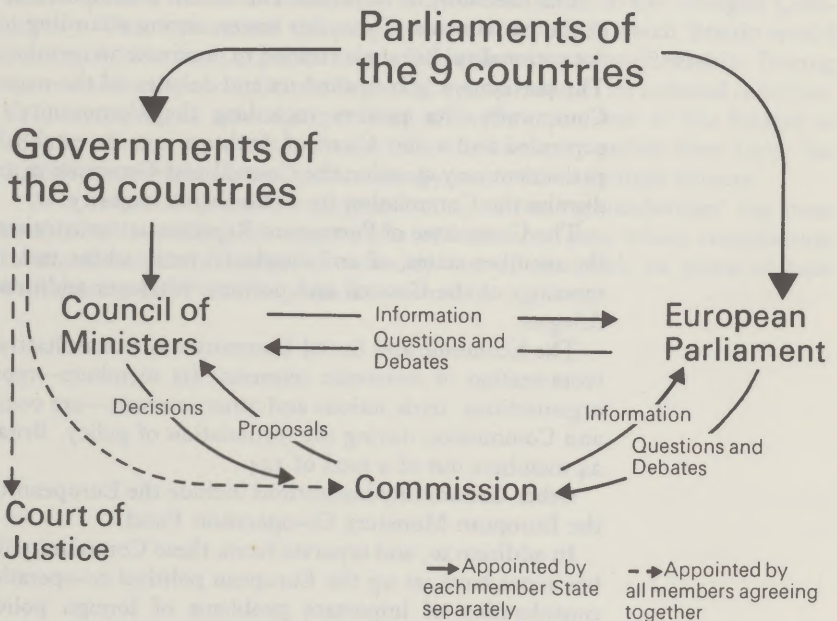 Parliaments of
the 9 countries
Governments of
the 9 countries
Council of
Ministers
Information
Questions and
Debates
European
Parliament
Decisions
Proposals
Information
Questions and
Debates
Commission
Court of
Justice
Appointed by
each member State
separately
Appointed by
all members agreeing
together